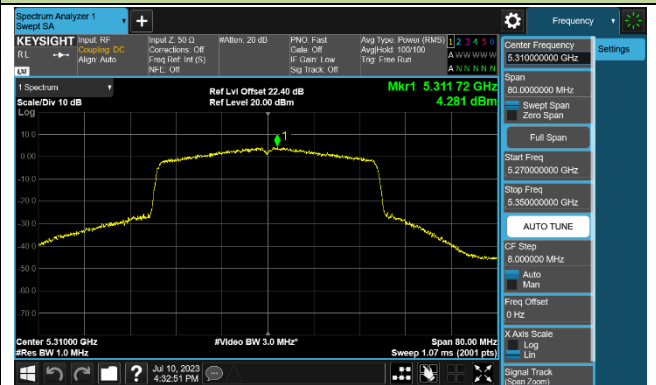 Spectrum Analyzer 1
Swept SA
Frequency
KEYSIGHT
RL
LXI
Input: RF
Coupling: DC
Align: Auto
Input Z: 50 Ω
Corrections: Off
Freq Ref: Int (S)
NFE: Off
#Atten: 20 dB
PNO: Fast
Gate: Off
IF Gain: Low
Sig Track: Off
Avg Type: Power (RMS)
Avg|Hold: 100/100
Trig: Free Run
1 2 3 4 5 6
A W W W W W
A N N N N N
1 Spectrum
Scale/Div 10 dB
Log
Ref Lvl Offset 22.40 dB
Ref Level 20.00 dBm
Mkr1 5.311 72 GHz
4.281 dBm
1
10.0
0.00
-10.0
-20.0
-30.0
-40.0
-50.0
-60.0
-70.0
Center 5.31000 GHz
#Res BW 1.0 MHz
#Video BW 3.0 MHz*
Span 80.00 MHz
Sweep 1.07 ms (2001 pts)
?
Jul 10, 2023
4:32:51 PM
Center Frequency
5.310000000 GHz
Span
80.0000000 MHz
Swept Span
Zero Span
Full Span
Start Freq
5.270000000 GHz
Stop Freq
5.350000000 GHz
AUTO TUNE
CF Step
8.000000 MHz
Auto
Man
Freq Offset
0 Hz
X Axis Scale
Log
Lin
Signal Track
(Span Zoom)
Settings